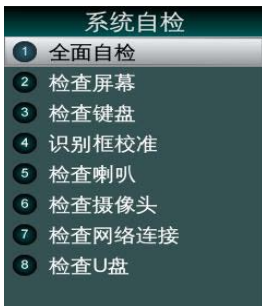 系统自检
1 全面自检
2 检查屏幕
3 检查键盘
4 识别框校准
5 检查喇叭
6 检查摄像头
7 检查网络连接
8 检查U盘